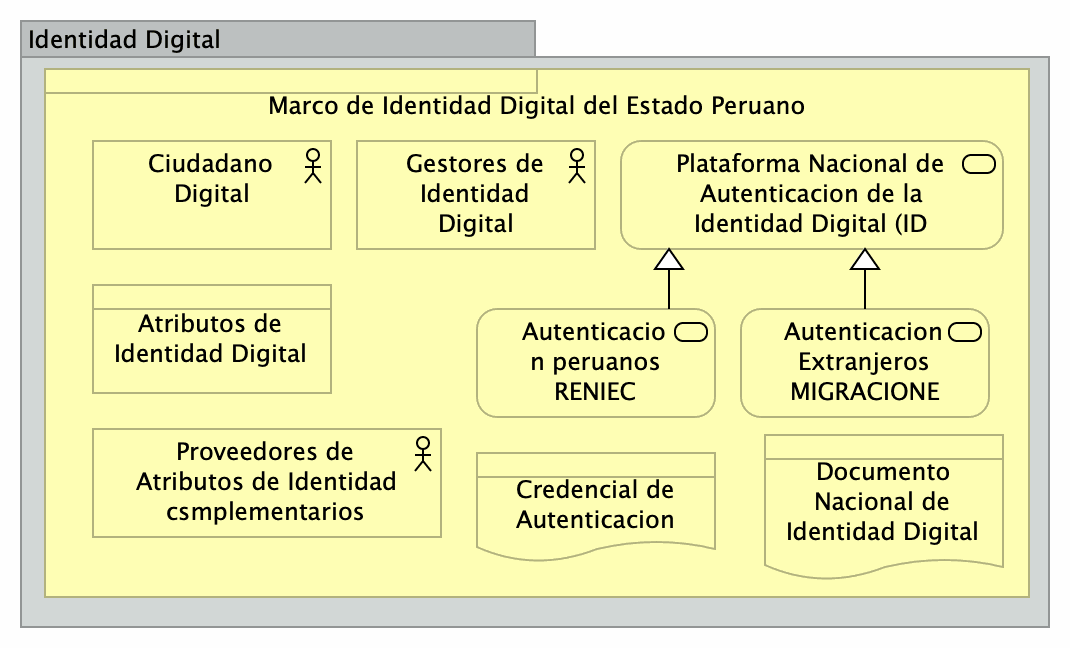 Identidad Digital
Marco de Identidad Digital del Estado Peruano
Ciudadano
Digital
Gestores de
Identidad
Digital
Plataforma Nacional de
Autenticacion de la
Identidad Digital (ID
Atributos de
Identidad Digital
Autenticacio
n peruanos
RENIEC
Autenticacion
Extranjeros
MIGRACIONE
Proveedores de
Atributos de Identidad
csmplementarios
Credencial de
Autenticacion
Documento
Nacional de
Identidad Digital